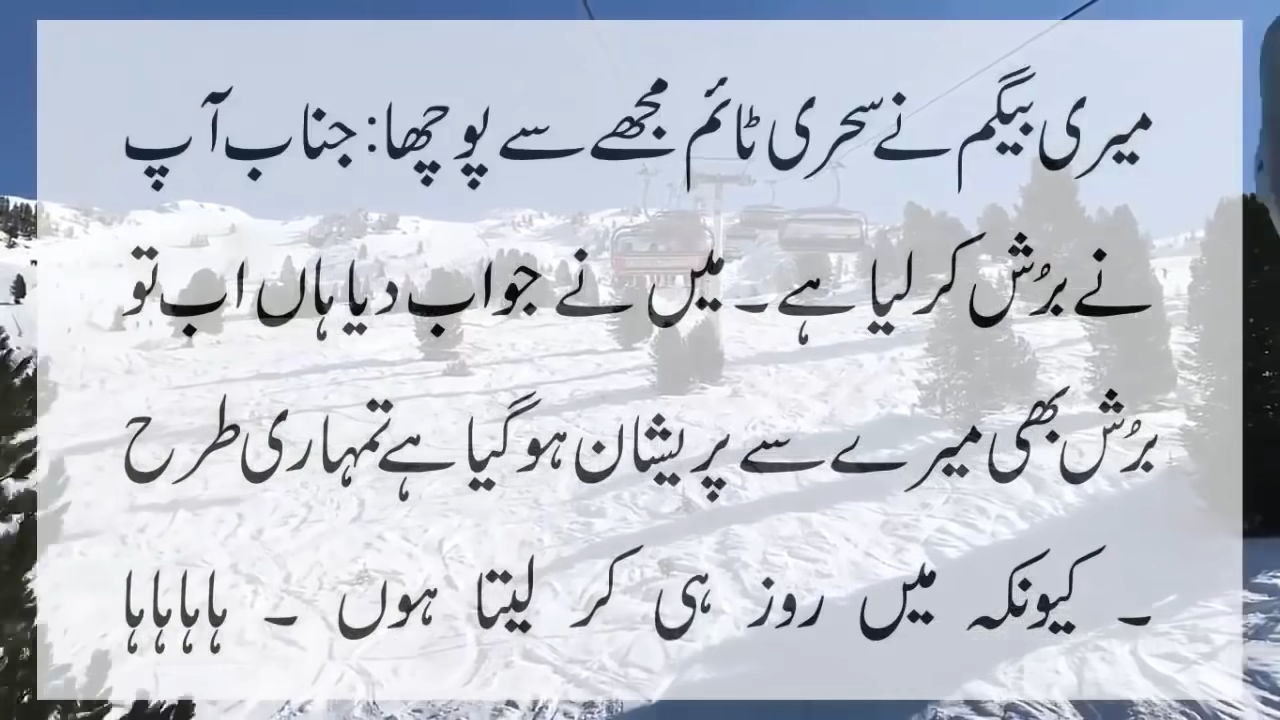 میری بیگم نے سحری ٹائم مجھے سے پوچھا: جناب آپ
نے برُش کر لیا ہے۔ میں نے جواب دیا ہاں اب تو
برُش بھی میرے سے پریشان ہو گیا ہے تمہاری طرح
۔ کیونکہ میں روز ہی کر لیتا ہوں ۔ ہاہاہاہا